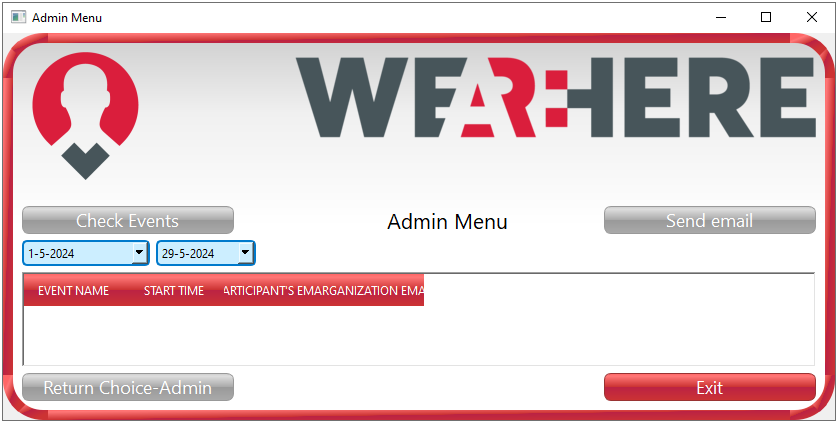 Admin Menu
WEARHERE
Check Events
Admin Menu
Send email
1-5-2024
29-5-2024
EVENT NAME
START TIME
ARTICIPANT'S EMA
RGANIZATION EMA
Return Choice-Admin
Exit